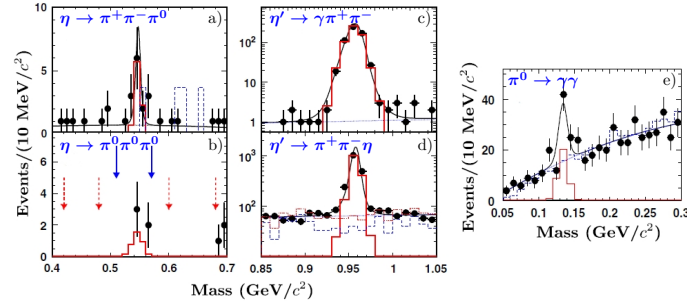 η → π⁺π⁻π⁰ a)
η → π⁰π⁰π⁰ b)
η′ → γπ⁺π⁻ c)
η′ → π⁺π⁻η d)
π⁰ → γγ e)
Events/(10 MeV/c²)
10
5
0
6
4
2
0
0.4 0.5 0.6 0.7
10²
10
1
10³
10²
0.85 0.9 0.95 1 1.05
Mass (GeV/c²)
Events/(10 MeV/c²)
40
20
0
0.05 0.1 0.15 0.2 0.25 0.3
Mass (GeV/c²)